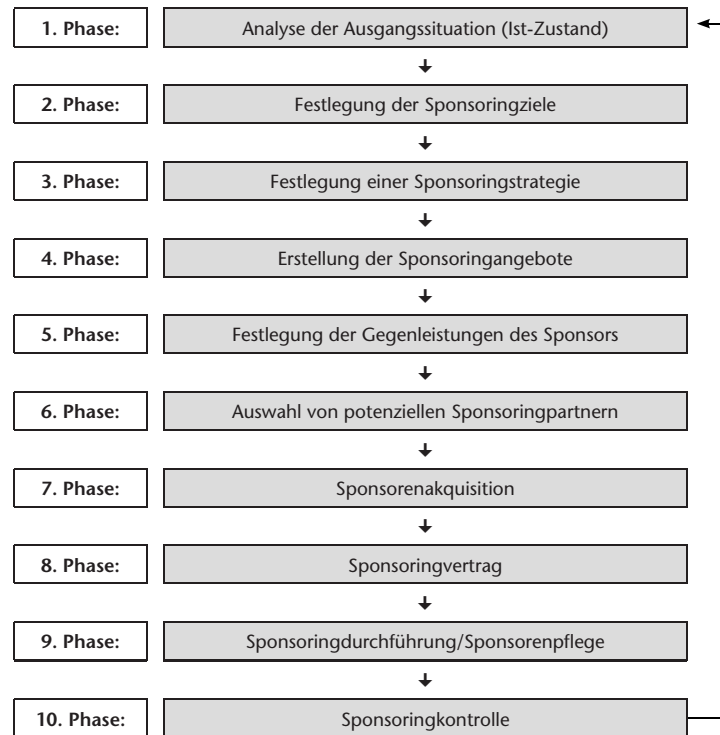 1. Phase: Analyse der Ausgangssituation (Ist-Zustand)
2. Phase: Festlegung der Sponsoringziele
3. Phase: Festlegung einer Sponsoringstrategie
4. Phase: Erstellung der Sponsoringangebote
5. Phase: Festlegung der Gegenleistungen des Sponsors
6. Phase: Auswahl von potenziellen Sponsoringpartnern
7. Phase: Sponsorenakquisition
8. Phase: Sponsoringvertrag
9. Phase: Sponsoringdurchführung/Sponsorenpflege
10. Phase: Sponsoringkontrolle